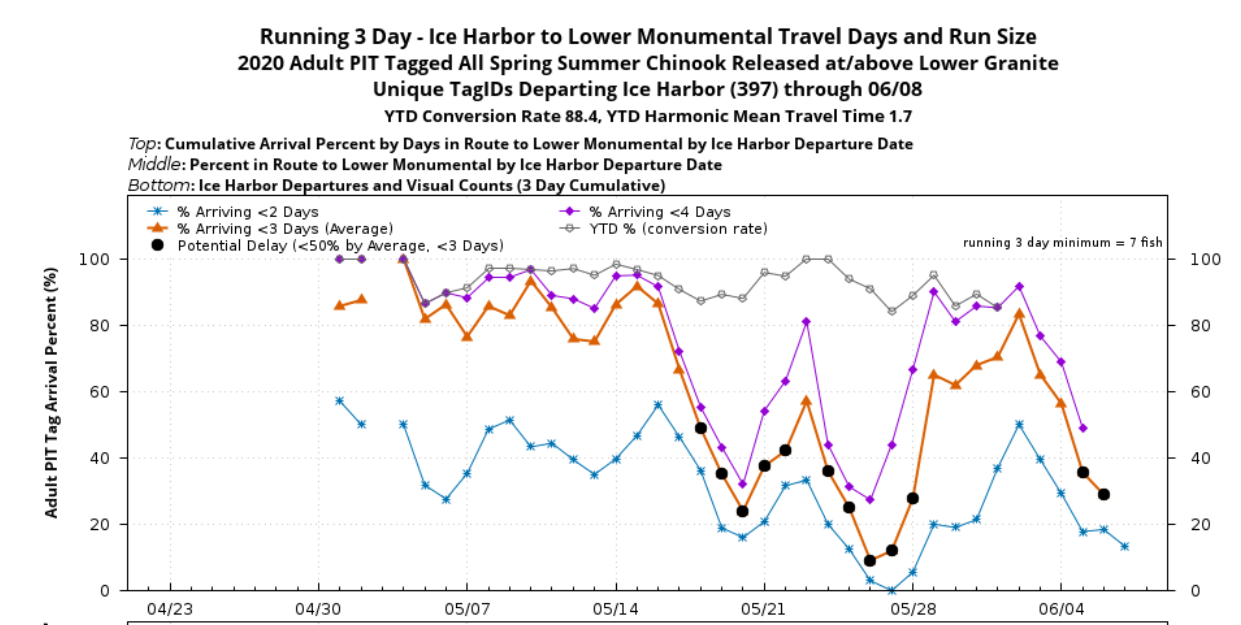 Running 3 Day - Ice Harbor to Lower Monumental Travel Days and Run Size
2020 Adult PIT Tagged All Spring Summer Chinook Released at/above Lower Granite
Unique TagIDs Departing Ice Harbor (397) through 06/08
YTD Conversion Rate 88.4, YTD Harmonic Mean Travel Time 1.7
Top: Cumulative Arrival Percent by Days in Route to Lower Monumental by Ice Harbor Departure Date
Middle: Percent in Route to Lower Monumental by Ice Harbor Departure Date
Bottom: Ice Harbor Departures and Visual Counts (3 Day Cumulative)
% Arriving <2 Days
% Arriving <4 Days
% Arriving <3 Days (Average)
YTD % (conversion rate)
Potential Delay (<50% by Average, <3 Days)
running 3 day minimum = 7 fish
Adult PIT Tag Arrival Percent (%)
100 100
80 80
60 60
40 40
20 20
0 0
04/23 04/30 05/07 05/14 05/21 05/28 06/04